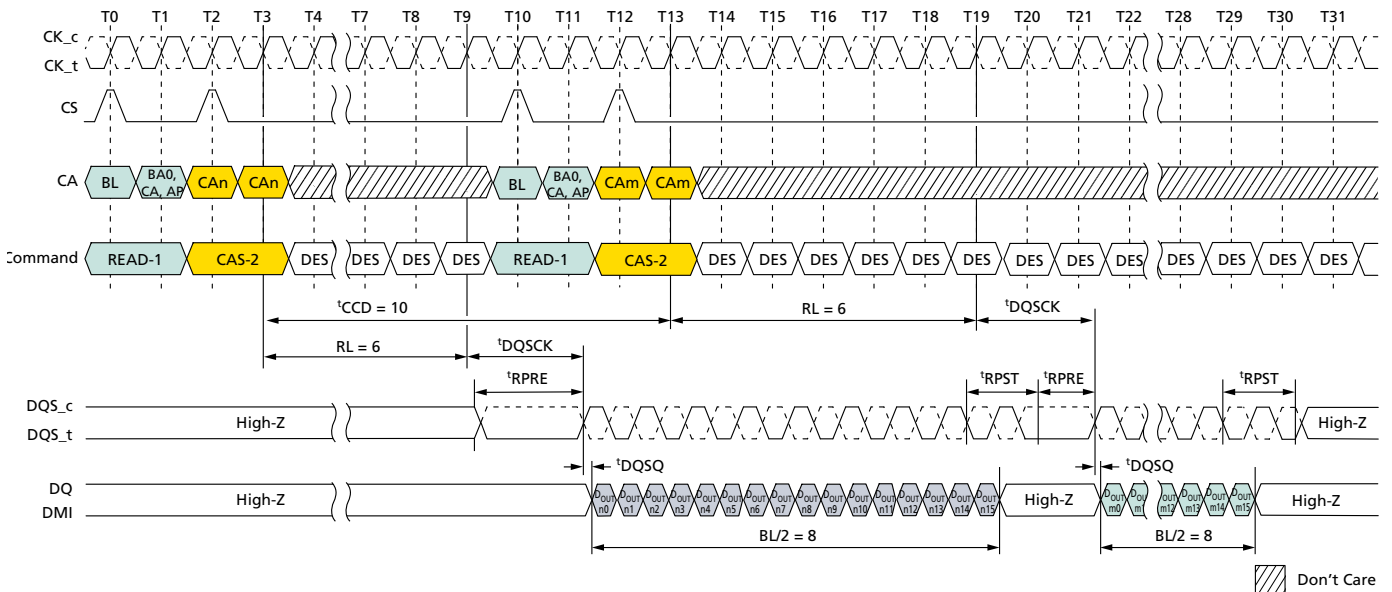 T0 T1 T2 T3 T4 T7 T8 T9 T10 T11 T12 T13 T14 T15 T16 T17 T18 T19 T20 T21 T22 T28 T29 T30 T31
CK_c
CK_t
CS
CA BL BA0, CA, AP CAn CAn BL BA0, CA, AP CAm CAm
Command READ-1 CAS-2 DES DES DES DES READ-1 CAS-2 DES DES DES DES DES DES DES DES DES DES DES DES DES
tCCD = 10 RL = 6 tDQSCK
RL = 6 tDQSCK
tRPRE tRPST tRPRE tRPST
DQS_c
DQS_t
High-Z High-Z
tDQSQ tDQSQ
DQ
DMI
High-Z DOUT n0 DOUT n1 DOUT n2 DOUT n3 DOUT n4 DOUT n5 DOUT n6 DOUT n7 DOUT n8 DOUT n9 DOUT n10 DOUT n11 DOUT n12 DOUT n13 DOUT n14 DOUT n15 High-Z DOUT m0 DOUT m1 DOUT m12 DOUT m13 DOUT m14 DOUT m15 High-Z
BL/2 = 8 BL/2 = 8
Don't Care